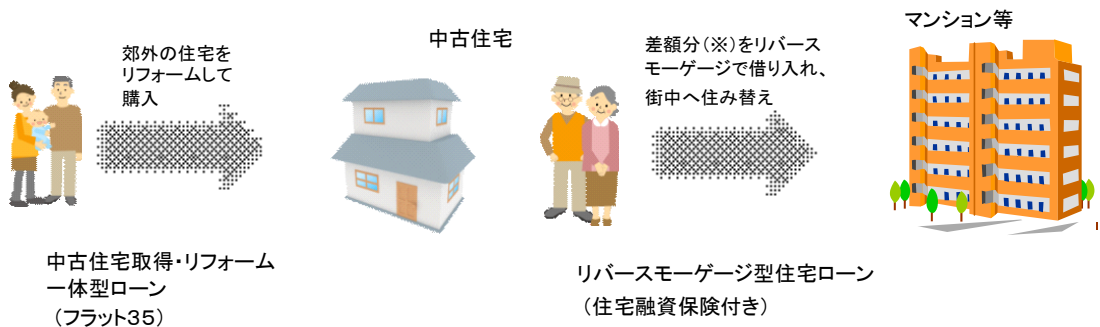 郊外の住宅を
リフォームして
購入
中古住宅
差額分(※)をリバース
モーゲージで借り入れ、
街中へ住み替え
マンション等
中古住宅取得・リフォーム
一体型ローン
（フラット35）
リバースモーゲージ型住宅ローン
（住宅融資保険付き）